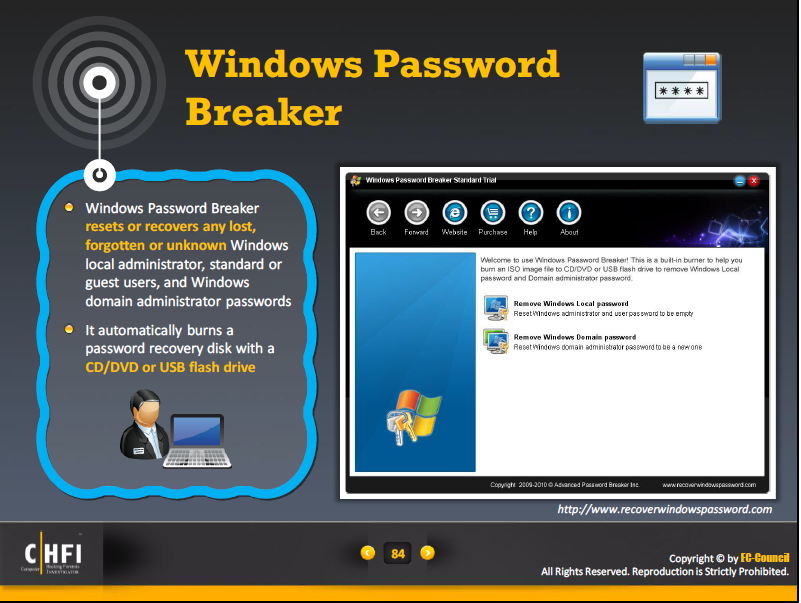 Windows Password
Breaker
****
Windows Password Breaker
resets or recovers any lost,
forgotten or unknown Windows
local administrator, standard or
guest users, and Windows
domain administrator passwords
It automatically burns a
password recovery disk with a
CD/DVD or USB flash drive
Windows Password Breaker Standard Trial
Back Forward Website Purchase Help About
Welcome to use Windows Password Breaker! This is a built-in burner to help you
burn an ISO image file to CD/DVD or USB flash drive to remove Windows Local
password and Domain administrator password.
Remove Windows Local password
Reset Windows administrator and user password to be empty
Remove Windows Domain password
Reset Windows domain administrator password to be a new one
Copyright 2009-2010 © Advanced Password Breaker Inc. www.recoverwindowspassword.com
http://www.recoverwindowspassword.com
CHFI
Computer Hacking Forensic
INVESTIGATOR
84
Copyright © by EC-Council
All Rights Reserved. Reproduction is Strictly Prohibited.